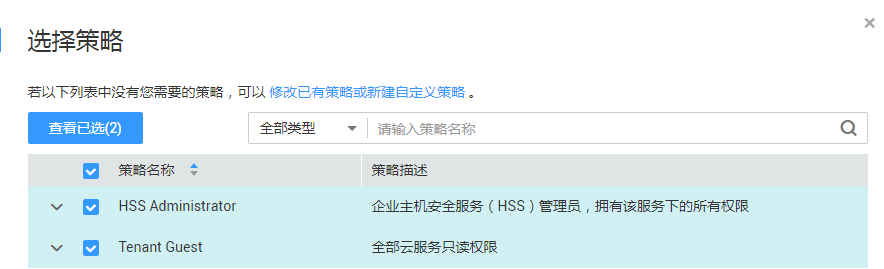 选择策略
若以下列表中没有您需要的策略，可以 修改已有策略或新建自定义策略 。
查看已选(2) 全部类型 请输入策略名称
策略名称 策略描述
HSS Administrator 企业主机安全服务（HSS）管理员，拥有该服务下的所有权限
Tenant Guest 全部云服务只读权限